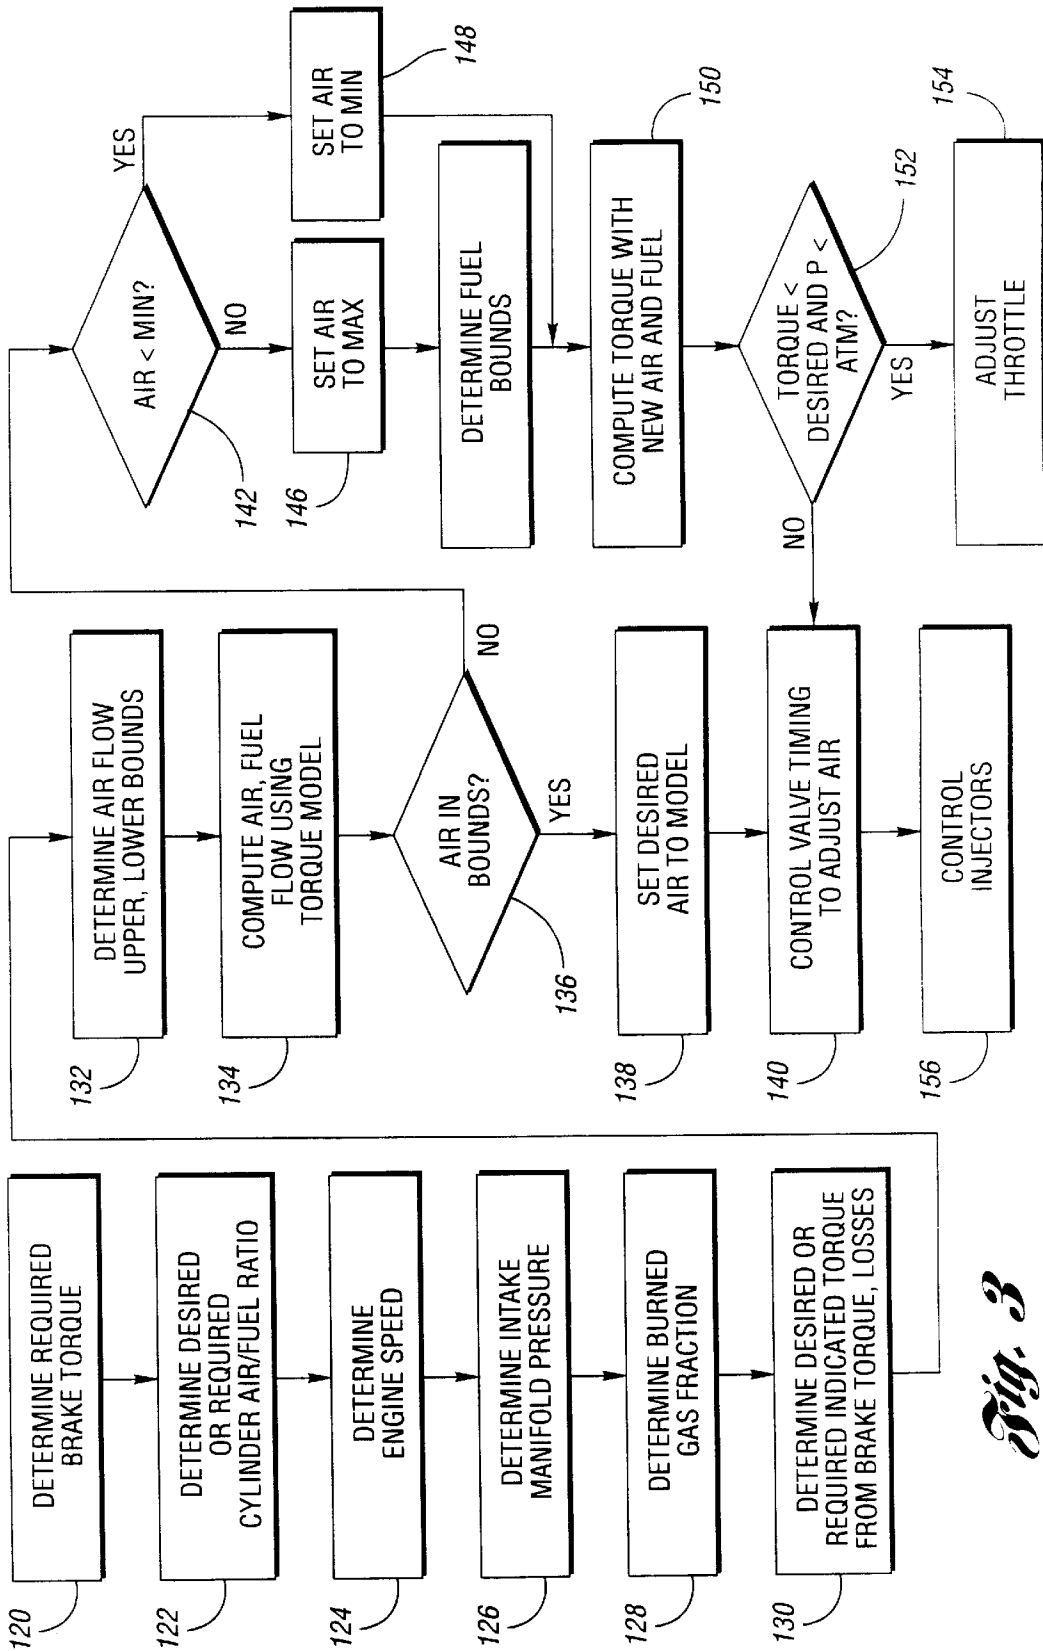 120
DETERMINE REQUIRED
BRAKE TORQUE
122
DETERMINE DESIRED
OR REQUIRED
CYLINDER AIR/FUEL RATIO
124
DETERMINE
ENGINE SPEED
126
DETERMINE INTAKE
MANIFOLD PRESSURE
128
DETERMINE BURNED
GAS FRACTION
130
DETERMINE DESIRED OR
REQUIRED INDICATED TORQUE
FROM BRAKE TORQUE, LOSSES
132
DETERMINE AIR FLOW
UPPER, LOWER BOUNDS
134
COMPUTE AIR, FUEL
FLOW USING
TORQUE MODEL
AIR IN
BOUNDS?
136
NO
YES
138
SET DESIRED
AIR TO MODEL
140
CONTROL VALVE TIMING
TO ADJUST AIR
156
CONTROL
INJECTORS
AIR < MIN?
142
YES
NO
146
SET AIR
TO MAX
SET AIR
TO MIN
148
DETERMINE FUEL
BOUNDS
COMPUTE TORQUE WITH
NEW AIR AND FUEL
150
TORQUE <
DESIRED AND P <
ATM?
152
NO
YES
ADJUST
THROTTLE
154
Fig. 3